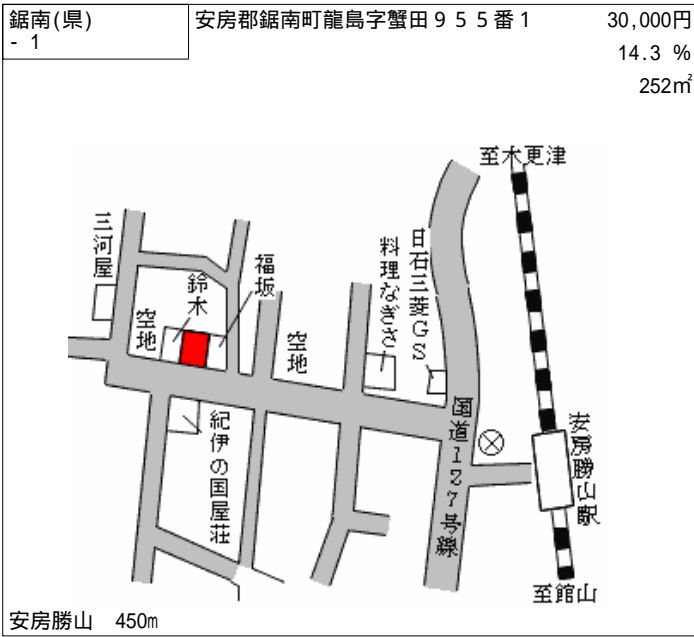 鋸南(県)
- 1
安房郡鋸南町龍島字蟹田９５５番1
30,000円
14.3 %
252㎡
至木更津
三河屋
鈴木
福坂
空地
空地
料理なぎさ
日石三菱GS
国道127号線
紀伊の国屋荘
安房勝山駅
至館山
安房勝山 450m